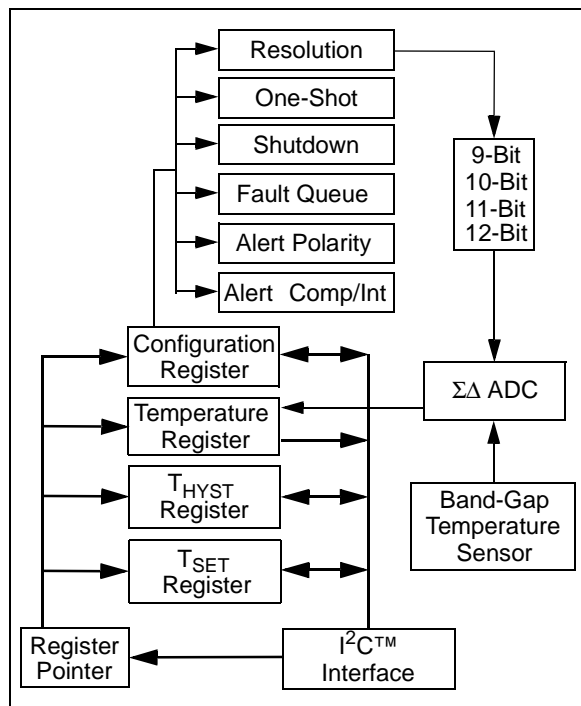 Resolution
One-Shot
Shutdown
Fault Queue
Alert Polarity
Alert Comp/Int
9-Bit
10-Bit
11-Bit
12-Bit
Configuration
Register
Temperature
Register
THYST
Register
TSET
Register
ΣΔ ADC
Band-Gap
Temperature
Sensor
Register
Pointer
I²C™
Interface